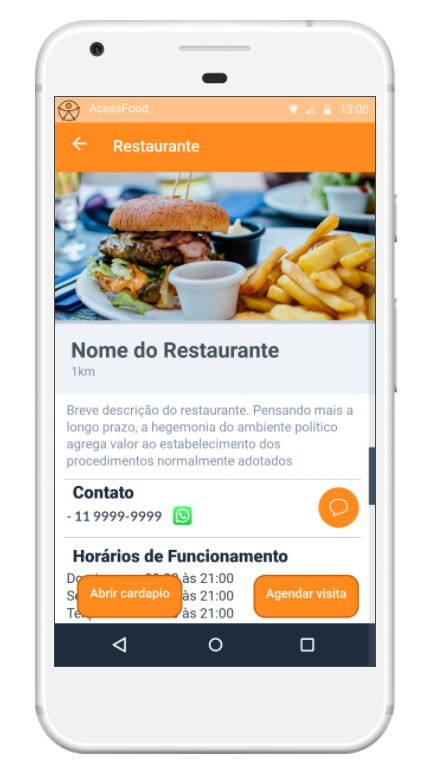 AcessFood
13:00
Restaurante
Nome do Restaurante
1km
Breve descrição do restaurante. Pensando mais a
longo prazo, a hegemonia do ambiente político
agrega valor ao estabelecimento dos
procedimentos normalmente adotados
Contato
- 11 9999-9999
Horários de Funcionamento
às 21:00
às 21:00
às 21:00
Abrir cardapio
Agendar visita